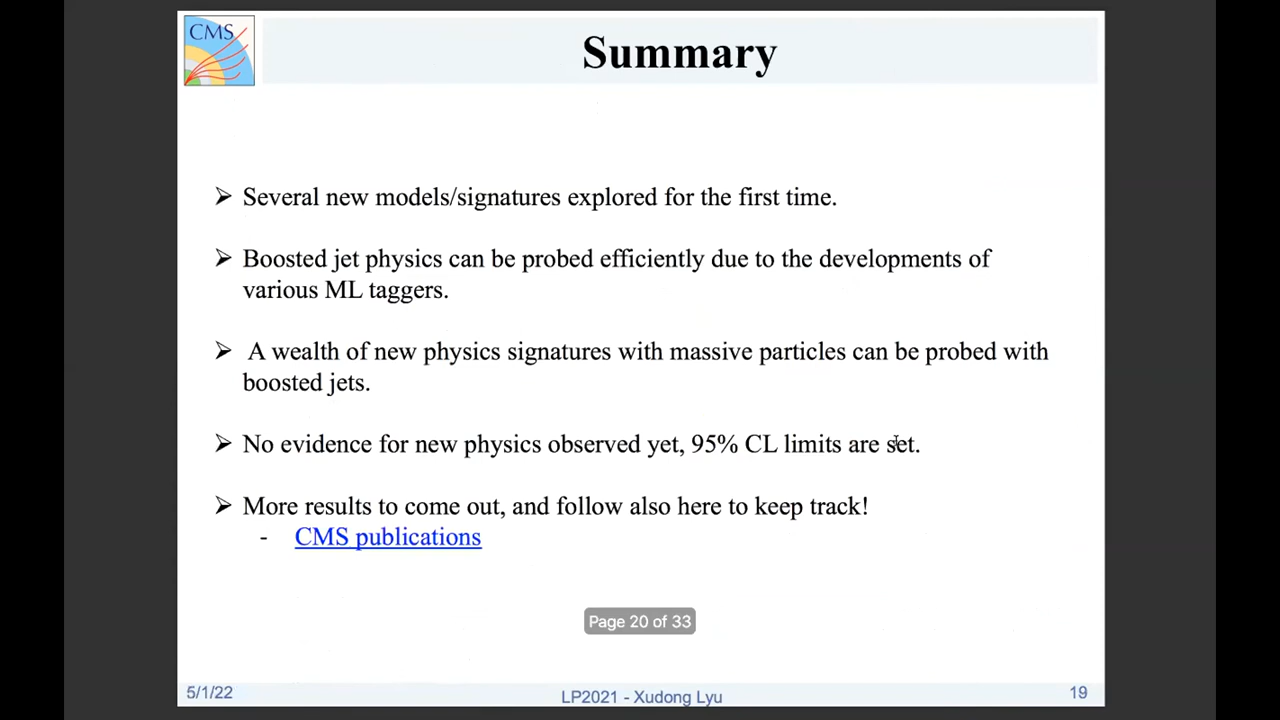 CMS
Summary
➢ Several new models/signatures explored for the first time.
➢ Boosted jet physics can be probed efficiently due to the developments of
various ML taggers.
➢ A wealth of new physics signatures with massive particles can be probed with
boosted jets.
➢ No evidence for new physics observed yet, 95% CL limits are set.
➢ More results to come out, and follow also here to keep track!
- CMS publications
Page 20 of 33
5/1/22
LP2021 - Xudong Lyu
19